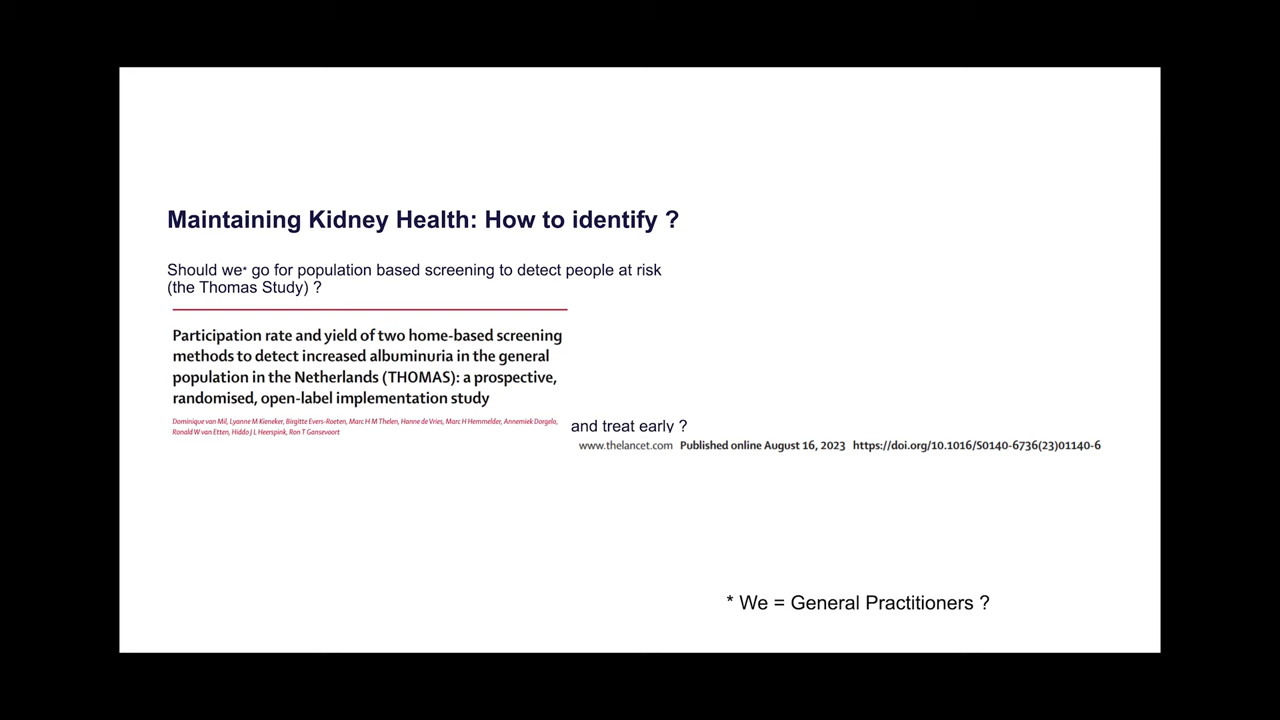 Maintaining Kidney Health: How to identify ?
Should we* go for population based screening to detect people at risk
(the Thomas Study) ?
Participation rate and yield of two home-based screening
methods to detect increased albuminuria in the general
population in the Netherlands (THOMAS): a prospective,
randomised, open-label implementation study
Dominique van Mil, Lyanne M Kieneker, Birgitte Evers-Roeten, Marc H M Thelen, Hanne de Vries, Marc H Hemmelder, Annemiek Dorgelo,
Ronald W van Etten, Hiddo J L Heerspink, Ron T Gansevoort
and treat early ?
www.thelancet.com Published online August 16, 2023 https://doi.org/10.1016/S0140-6736(23)01140-6
* We = General Practitioners ?